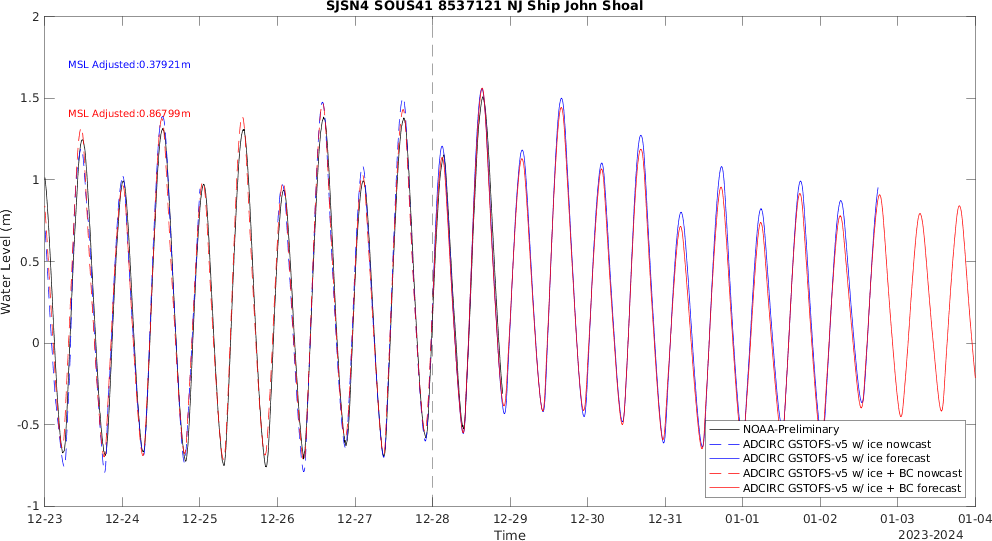 SJSN4 SOUS41 8537121 NJ Ship John Shoal
MSL Adjusted:0.37921m
MSL Adjusted:0.86799m
Water Level (m)
2
1.5
1
0.5
0
-0.5
-1
12-23 12-24 12-25 12-26 12-27 12-28 12-29 12-30 12-31 01-01 01-02 01-03 01-04
Time
2023-2024
NOAA-Preliminary
ADCIRC GSTOFS-v5 w/ ice nowcast
ADCIRC GSTOFS-v5 w/ ice forecast
ADCIRC GSTOFS-v5 w/ ice + BC nowcast
ADCIRC GSTOFS-v5 w/ ice + BC forecast